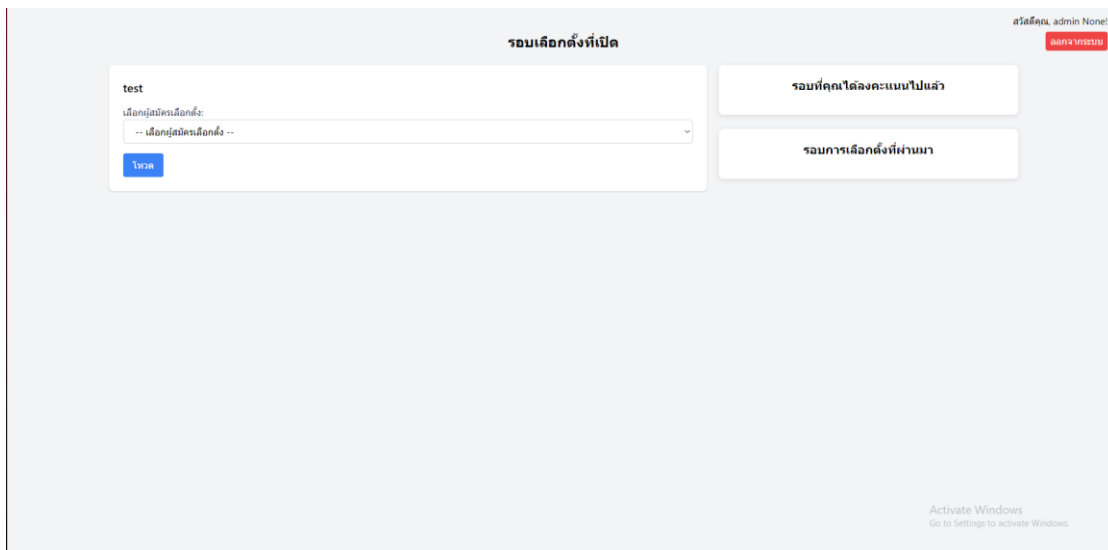 สวัสดีคุณ, admin None!
ออกจากระบบ
รอบเลือกตั้งที่เปิด
test
เลือกผู้สมัครเลือกตั้ง:
-- เลือกผู้สมัครเลือกตั้ง --
โหวต
รอบที่คุณได้ลงคะแนนไปแล้ว
รอบการเลือกตั้งที่ผ่านมา
Activate Windows
Go to Settings to activate Windows.